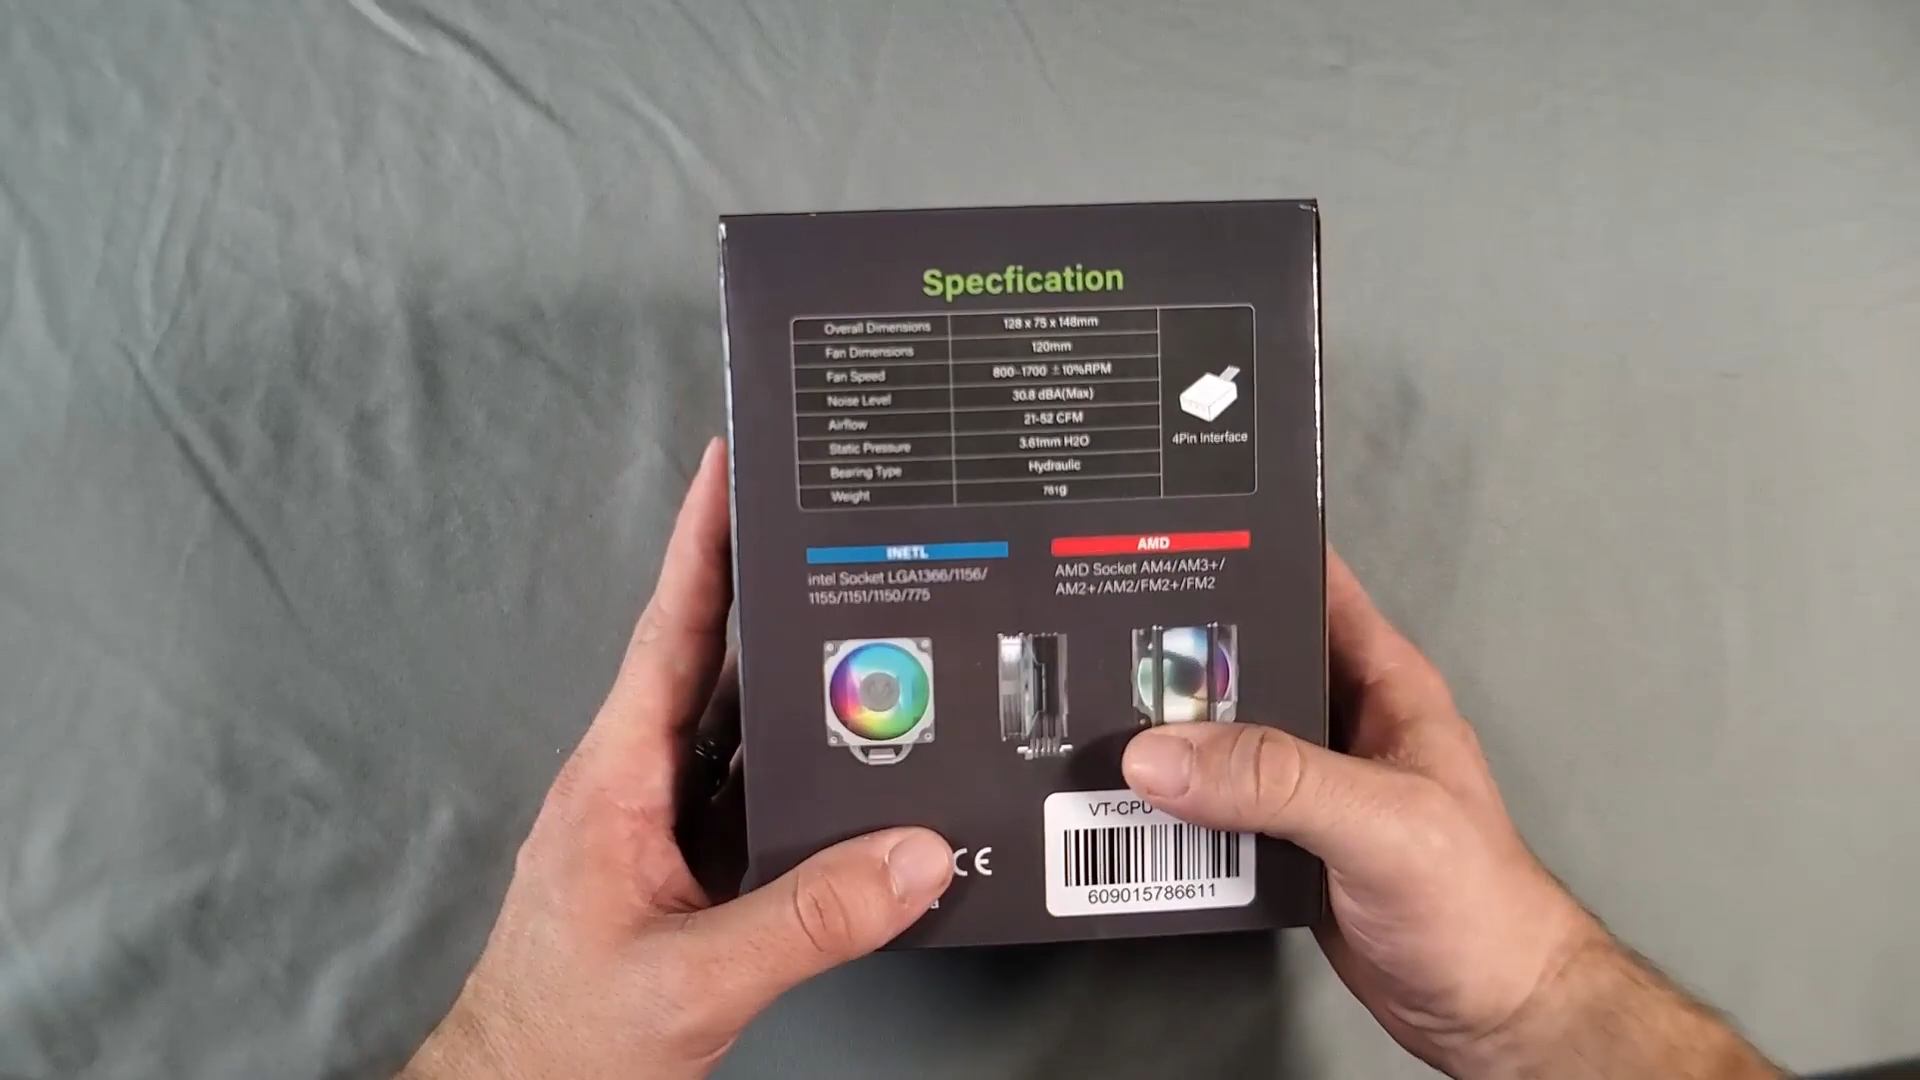 Specfication
Overall Dimensions 128 x 75 x 148mm
Fan Dimensions 120mm
Fan Speed 800-1700 ±10%RPM
Noise Level 30.8 dBA(Max)
Airflow 21-52 CFM
Static Pressure 3.61mm H2O
Bearing Type Hydraulic
Weight 761g
4Pin Interface
INETL
intel Socket LGA1366/1156/
1155/1151/1150/775
AMD
AMD Socket AM4/AM3+/
AM2+/AM2/FM2+/FM2
VT-CPU
CE
609015786611